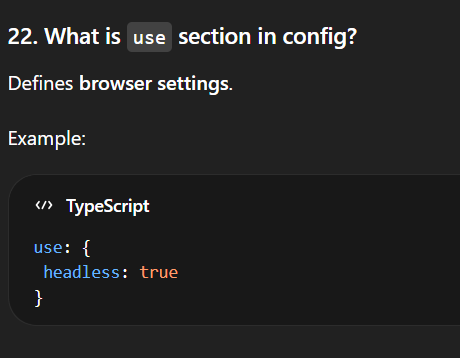 22. What is use section in config?
Defines browser settings.
Example:
</> TypeScript
use: {
 headless: true
}